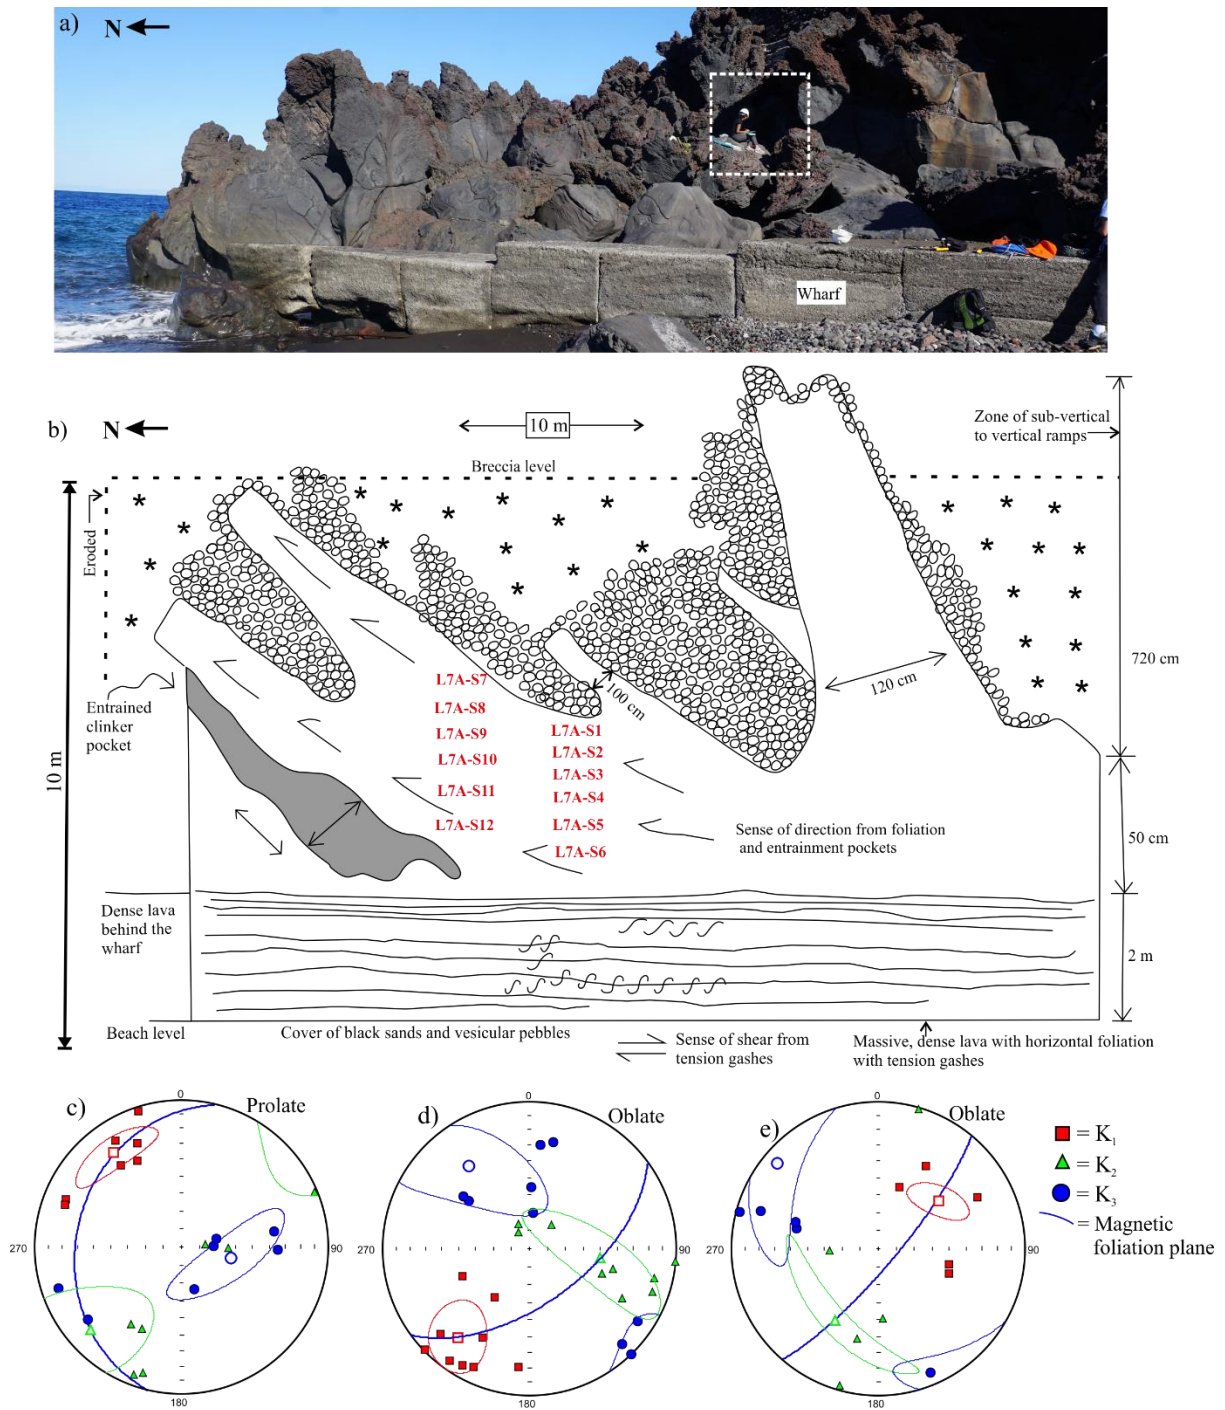 a)
N
Wharf
b)
N
10 m
Zone of sub-vertical
to vertical ramps
Breccia level
Eroded
10 m
Entrained
clinker
pocket
L7A-S7
L7A-S8
L7A-S9
L7A-S10
L7A-S11
L7A-S12
L7A-S1
L7A-S2
L7A-S3
L7A-S4
L7A-S5
L7A-S6
100 cm
120 cm
720 cm
Sense of direction from foliation
and entrainment pockets
50 cm
Dense lava
behind the
wharf
2 m
Beach level
Cover of black sands and vesicular pebbles
Sense of shear from
tension gashes
Massive, dense lava with horizontal foliation
with tension gashes
c)
0
Prolate
270
90
180
d)
0
Oblate
270
90
180
e)
0
Oblate
270
90
180
= K₁
= K₂
= K₃
= Magnetic
foliation plane